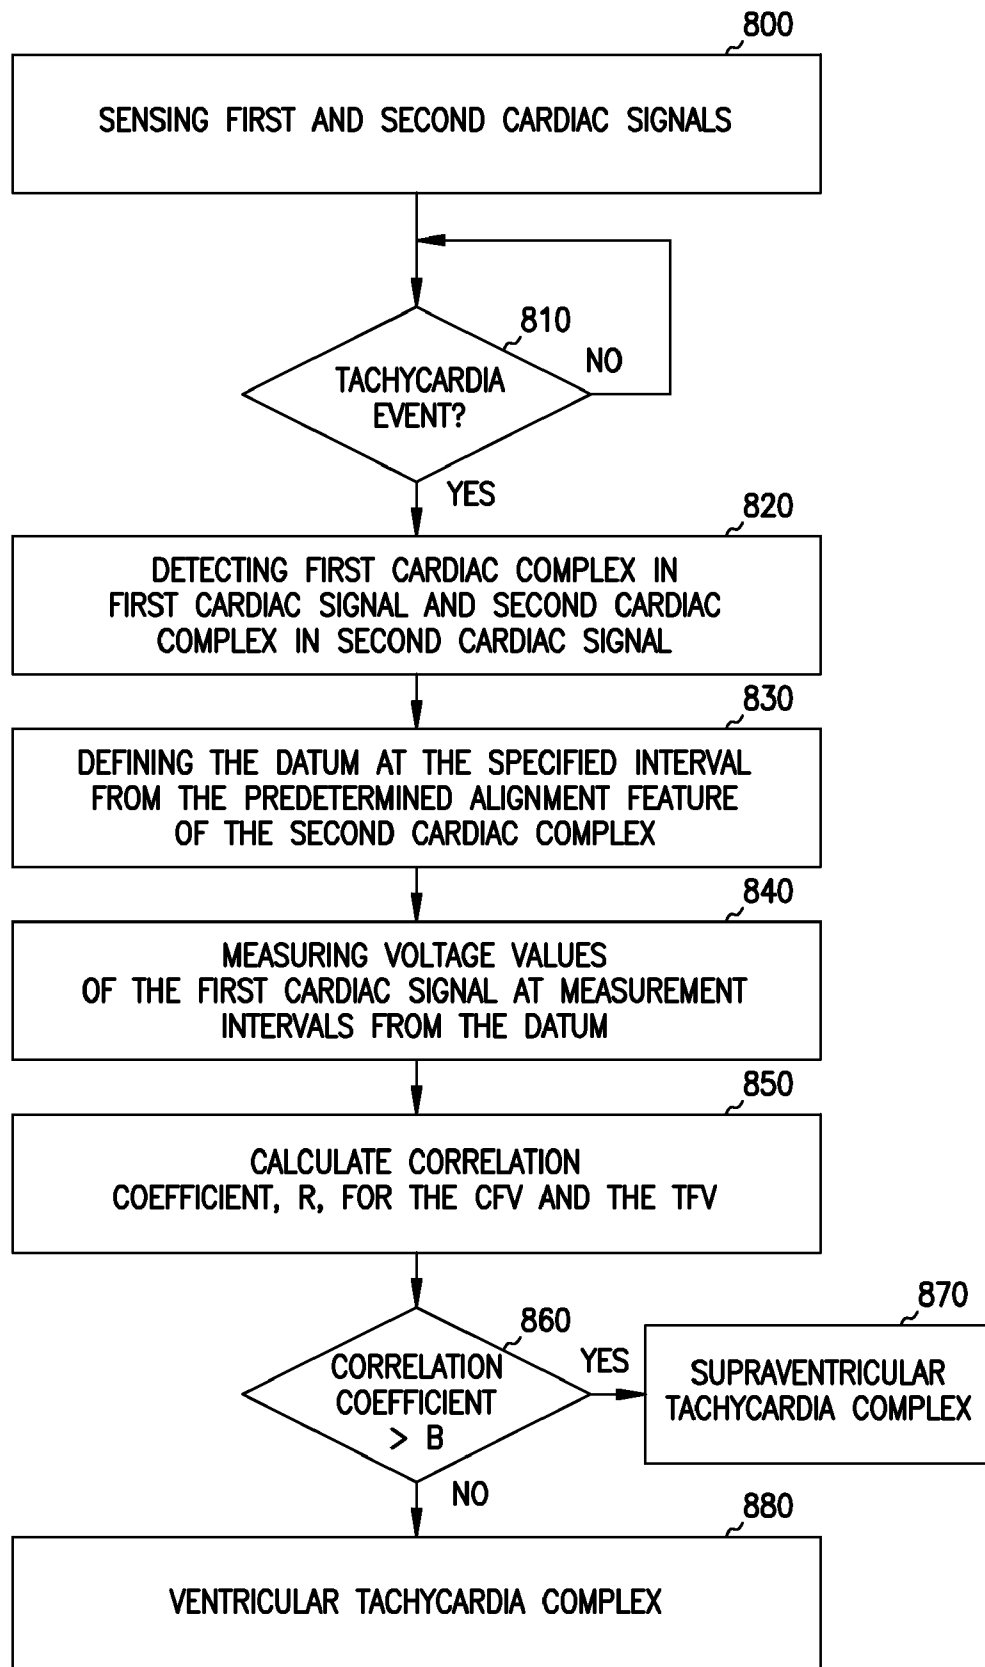 800
SENSING FIRST AND SECOND CARDIAC SIGNALS
810
TACHYCARDIA
EVENT?
NO
YES
820
DETECTING FIRST CARDIAC COMPLEX IN
FIRST CARDIAC SIGNAL AND SECOND CARDIAC
COMPLEX IN SECOND CARDIAC SIGNAL
830
DEFINING THE DATUM AT THE SPECIFIED INTERVAL
FROM THE PREDETERMINED ALIGNMENT FEATURE
OF THE SECOND CARDIAC COMPLEX
840
MEASURING VOLTAGE VALUES
OF THE FIRST CARDIAC SIGNAL AT MEASUREMENT
INTERVALS FROM THE DATUM
850
CALCULATE CORRELATION
COEFFICIENT, R, FOR THE CFV AND THE TFV
860
CORRELATION
COEFFICIENT
> B
YES
870
SUPRAVENTRICULAR
TACHYCARDIA COMPLEX
NO
880
VENTRICULAR TACHYCARDIA COMPLEX